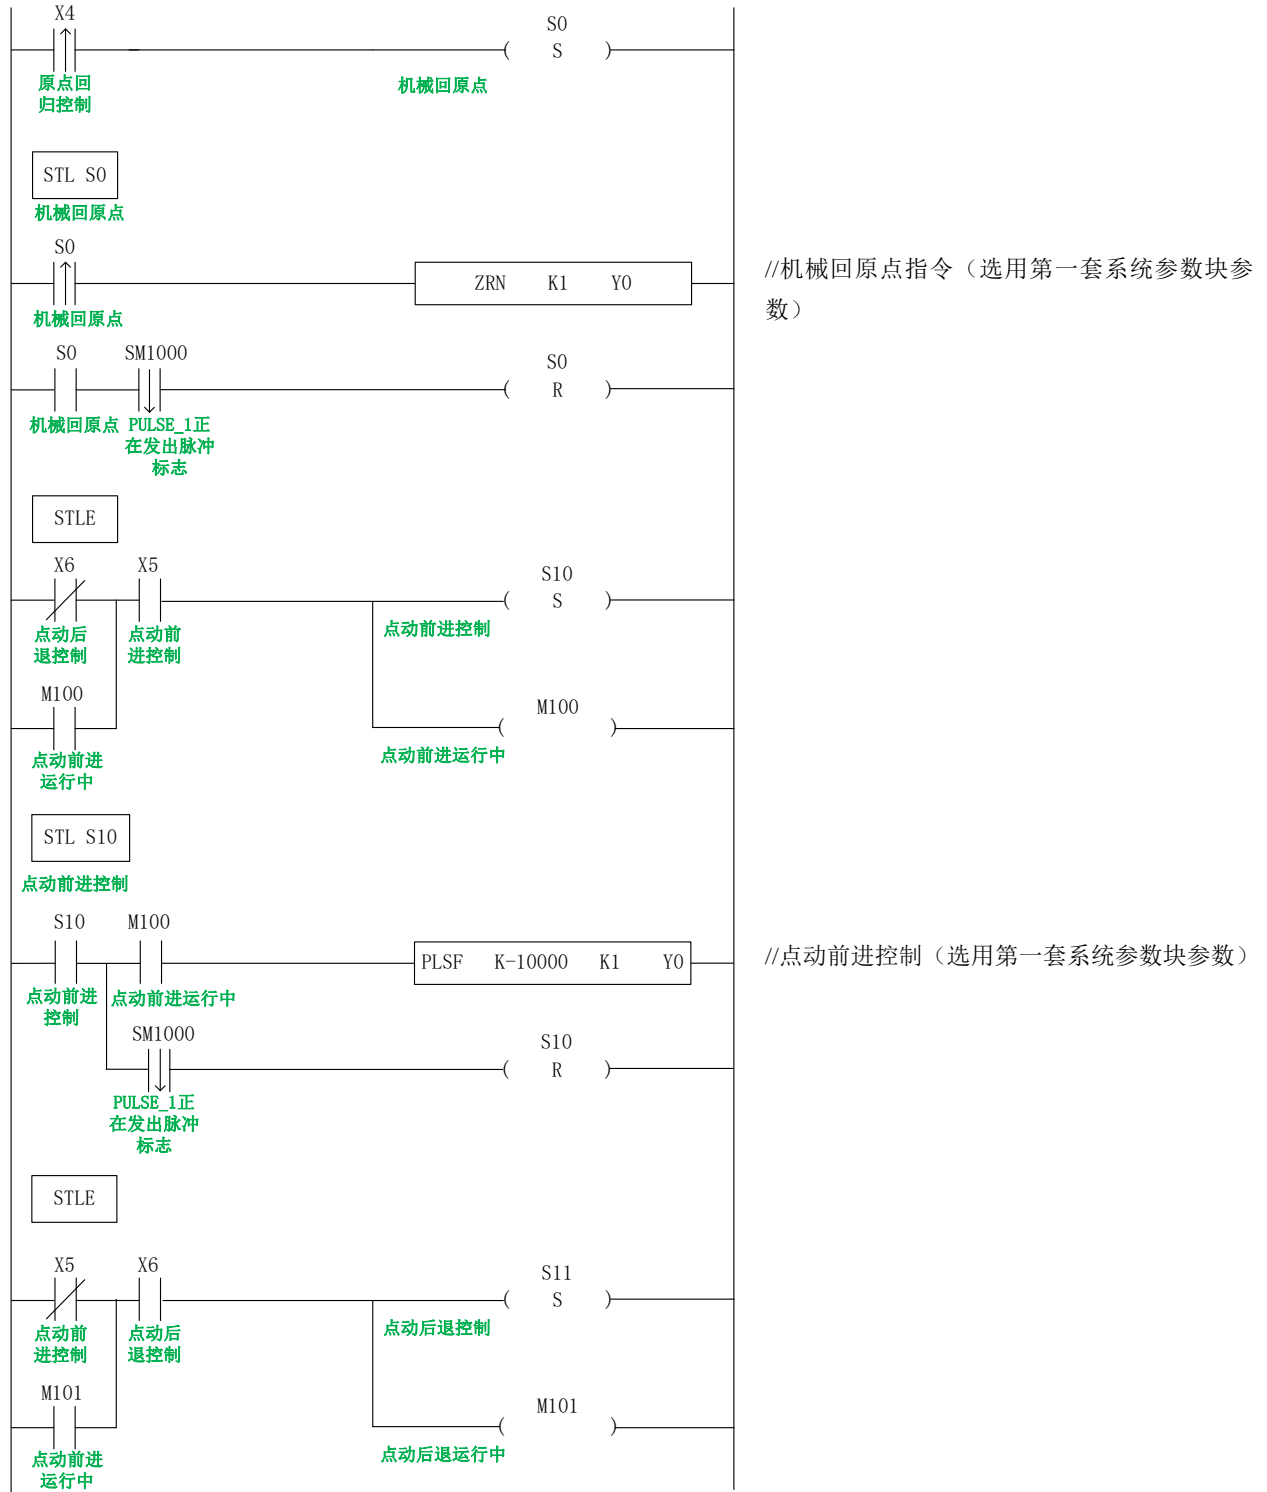 X4
S0
( S )
原点回
归控制
机械回原点
STL S0
机械回原点
S0
ZRN K1 Y0
//机械回原点指令（选用第一套系统参数块参
数）
机械回原点
S0 SM1000
S0
( R )
机械回原点 PULSE_1正
在发出脉冲
标志
STLE
X6 X5
S10
( S )
点动后
退控制
点动前
进控制
点动前进控制
M100
M100
( )
点动前进
运行中
点动前进运行中
STL S10
点动前进控制
S10 M100
PLSF K-10000 K1 Y0
//点动前进控制（选用第一套系统参数块参数）
点动前进
控制
点动前进运行中
SM1000
S10
( R )
PULSE_1正
在发出脉冲
标志
STLE
X5 X6
S11
( S )
点动前
进控制
点动后
退控制
点动后退控制
M101
M101
( )
点动前进
运行中
点动后退运行中